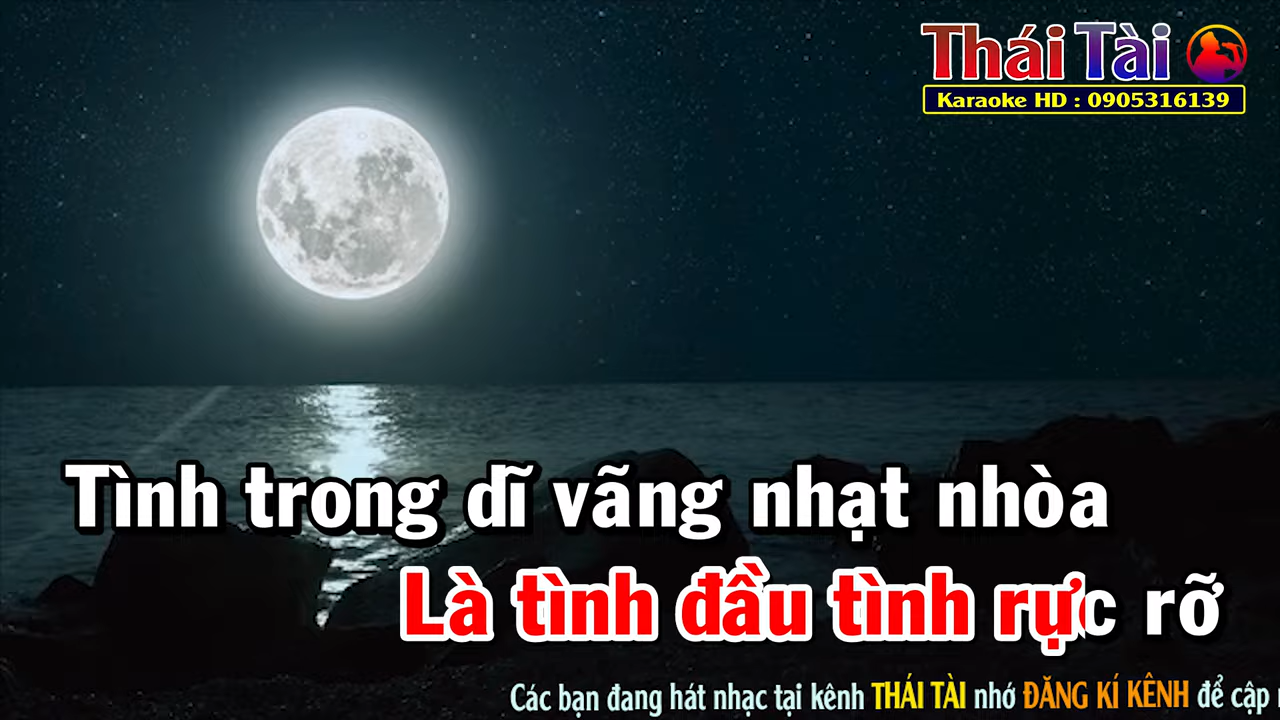 Thái Tài
Karaoke HD : 0905316139
Tình trong dĩ vãng nhạt nhòa
Là tình đầu tình rực rỡ
Các bạn đang hát nhạc tại kênh THÁI TÀI nhớ ĐĂNG KÍ KÊNH để cập